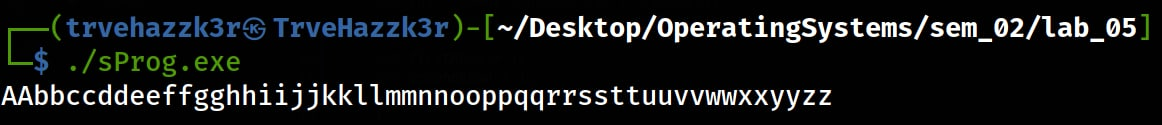 ┌──(trvehazzk3r㉿TrveHazzk3r)-[~/Desktop/OperatingSystems/sem_02/lab_05]
└─$ ./sProg.exe
AAbbccddeeffgghhiijjkkllmmnnooppqqrrssttuuvvwwxxyyzz